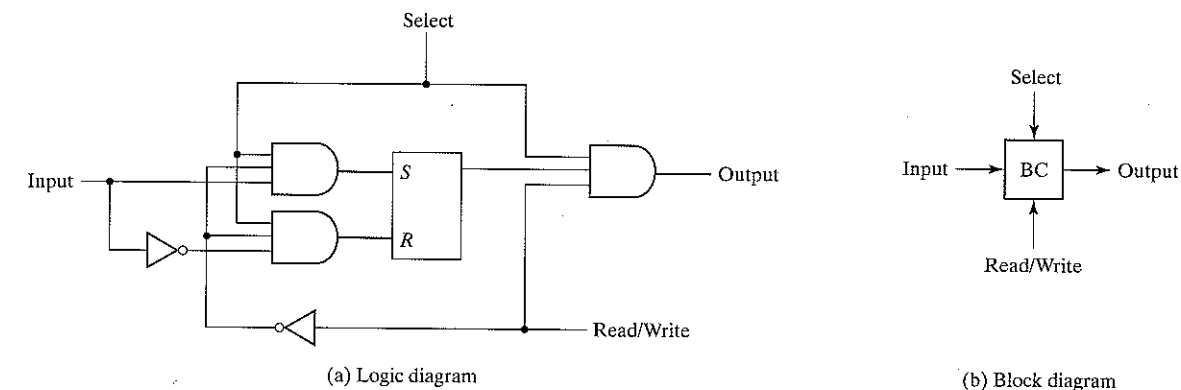 Select
Input
S
R
Output
Read/Write
(a) Logic diagram
Select
Input
BC
Output
Read/Write
(b) Block diagram